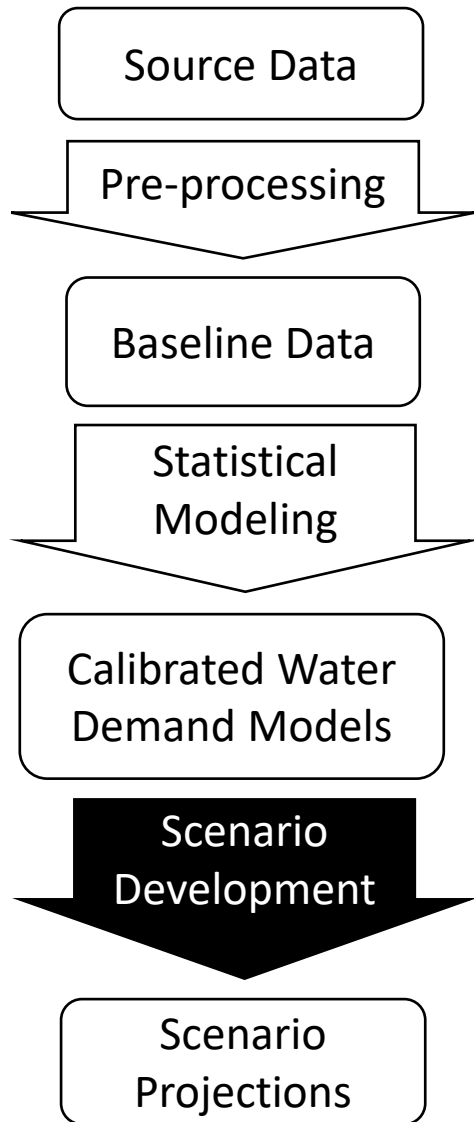 Source Data
Pre-processing
Baseline Data
Statistical
Modeling
Calibrated Water
Demand Models
Scenario
Development
Scenario
Projections